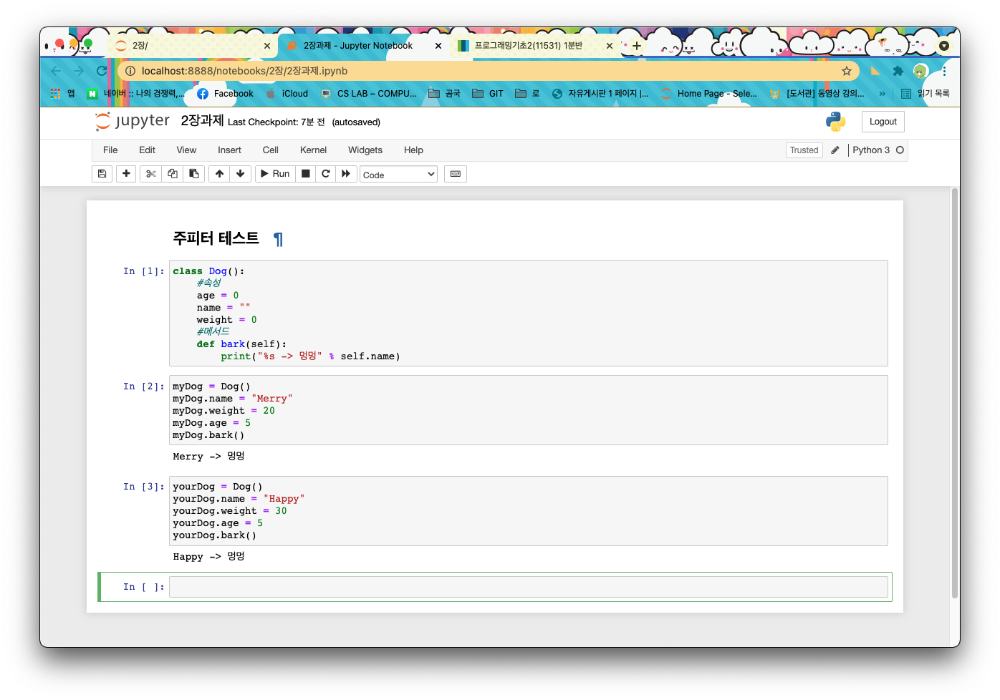 2장/
2장과제 - Jupyter Notebook
프로그래밍기초2(11531) 1분반
localhost:8888/notebooks/2장/2장과제.ipynb
앱
네이버 :: 나의 경쟁력,...
Facebook
iCloud
CS LAB – COMPU...
곰국
GIT
로
자유게시판 1 페이지 |...
Home Page - Sele...
[도서관] 동영상 강의...
»
읽기 목록
jupyter
2장과제 Last Checkpoint: 7분 전 (autosaved)
Logout
File Edit View Insert Cell Kernel Widgets Help
Trusted
Python 3
Run
Code
주피터 테스트 ¶
In [1]:
class Dog():
#속성
age = 0
name = ""
weight = 0
#메서드
def bark(self):
print("%s -> 멍멍" % self.name)
In [2]:
myDog = Dog()
myDog.name = "Merry"
myDog.weight = 20
myDog.age = 5
myDog.bark()
Merry -> 멍멍
In [3]:
yourDog = Dog()
yourDog.name = "Happy"
yourDog.weight = 30
yourDog.age = 5
yourDog.bark()
Happy -> 멍멍
In [ ]: